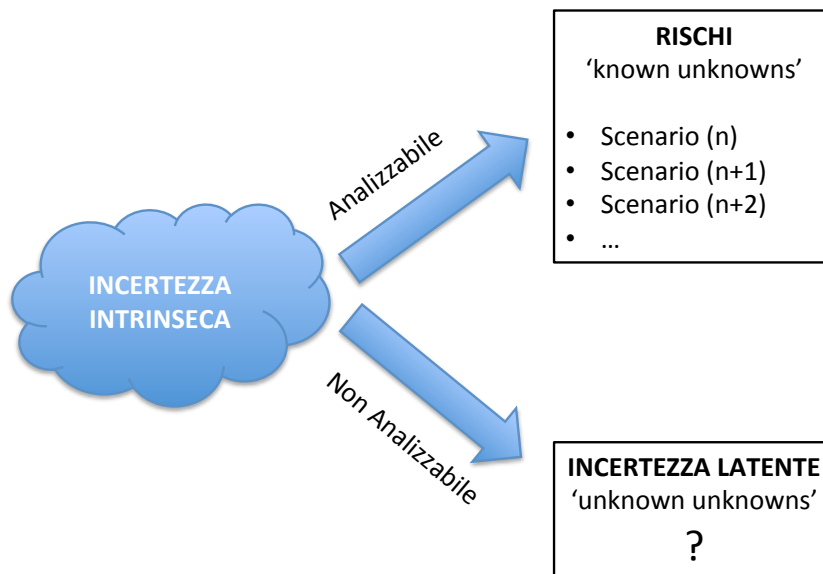 RISCHI
‘known unknowns’
• Scenario (n)
• Scenario (n+1)
• Scenario (n+2)
• ...
Analizzabile
INCERTEZZA
INTRINSECA
Non Analizzabile
INCERTEZZA LATENTE
‘unknown unknowns’
?